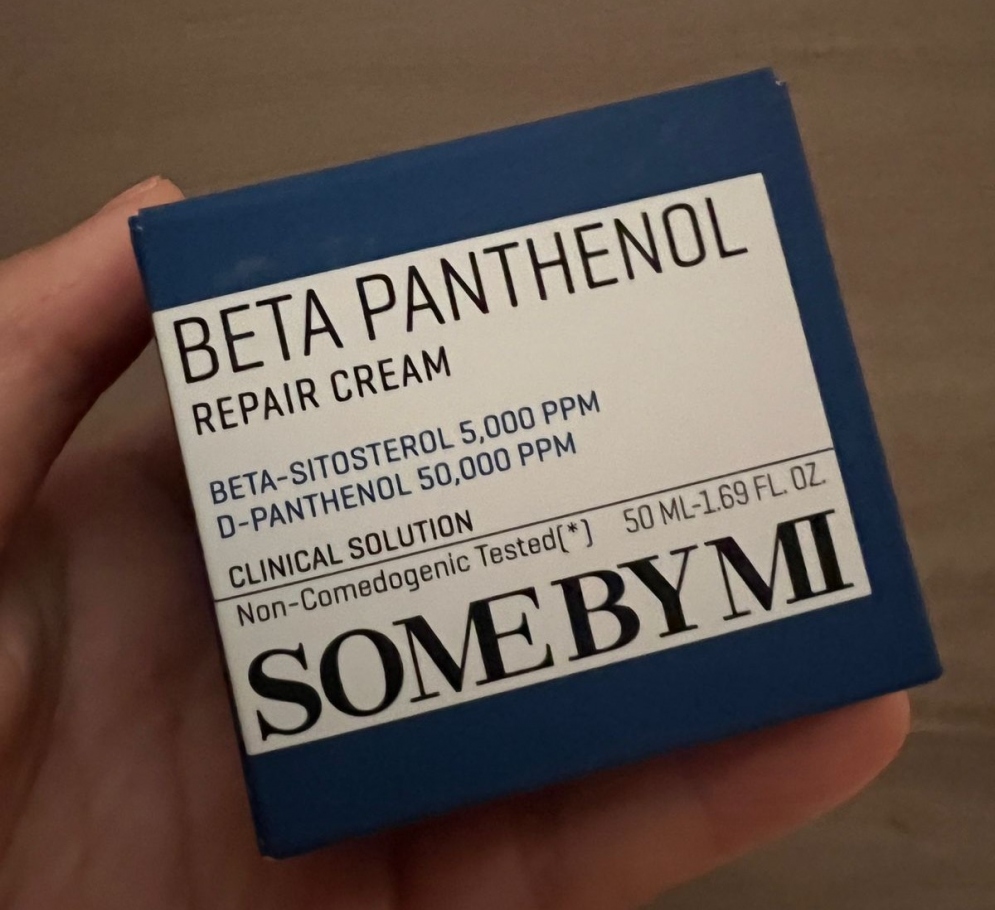 BETA PANTHENOL
REPAIR CREAM
BETA-SITOSTEROL 5,000 PPM
D-PANTHENOL 50,000 PPM
CLINICAL SOLUTION
Non-Comedogenic Tested[*] 50 ML-1.69 FL. OZ.
SOME BY MI